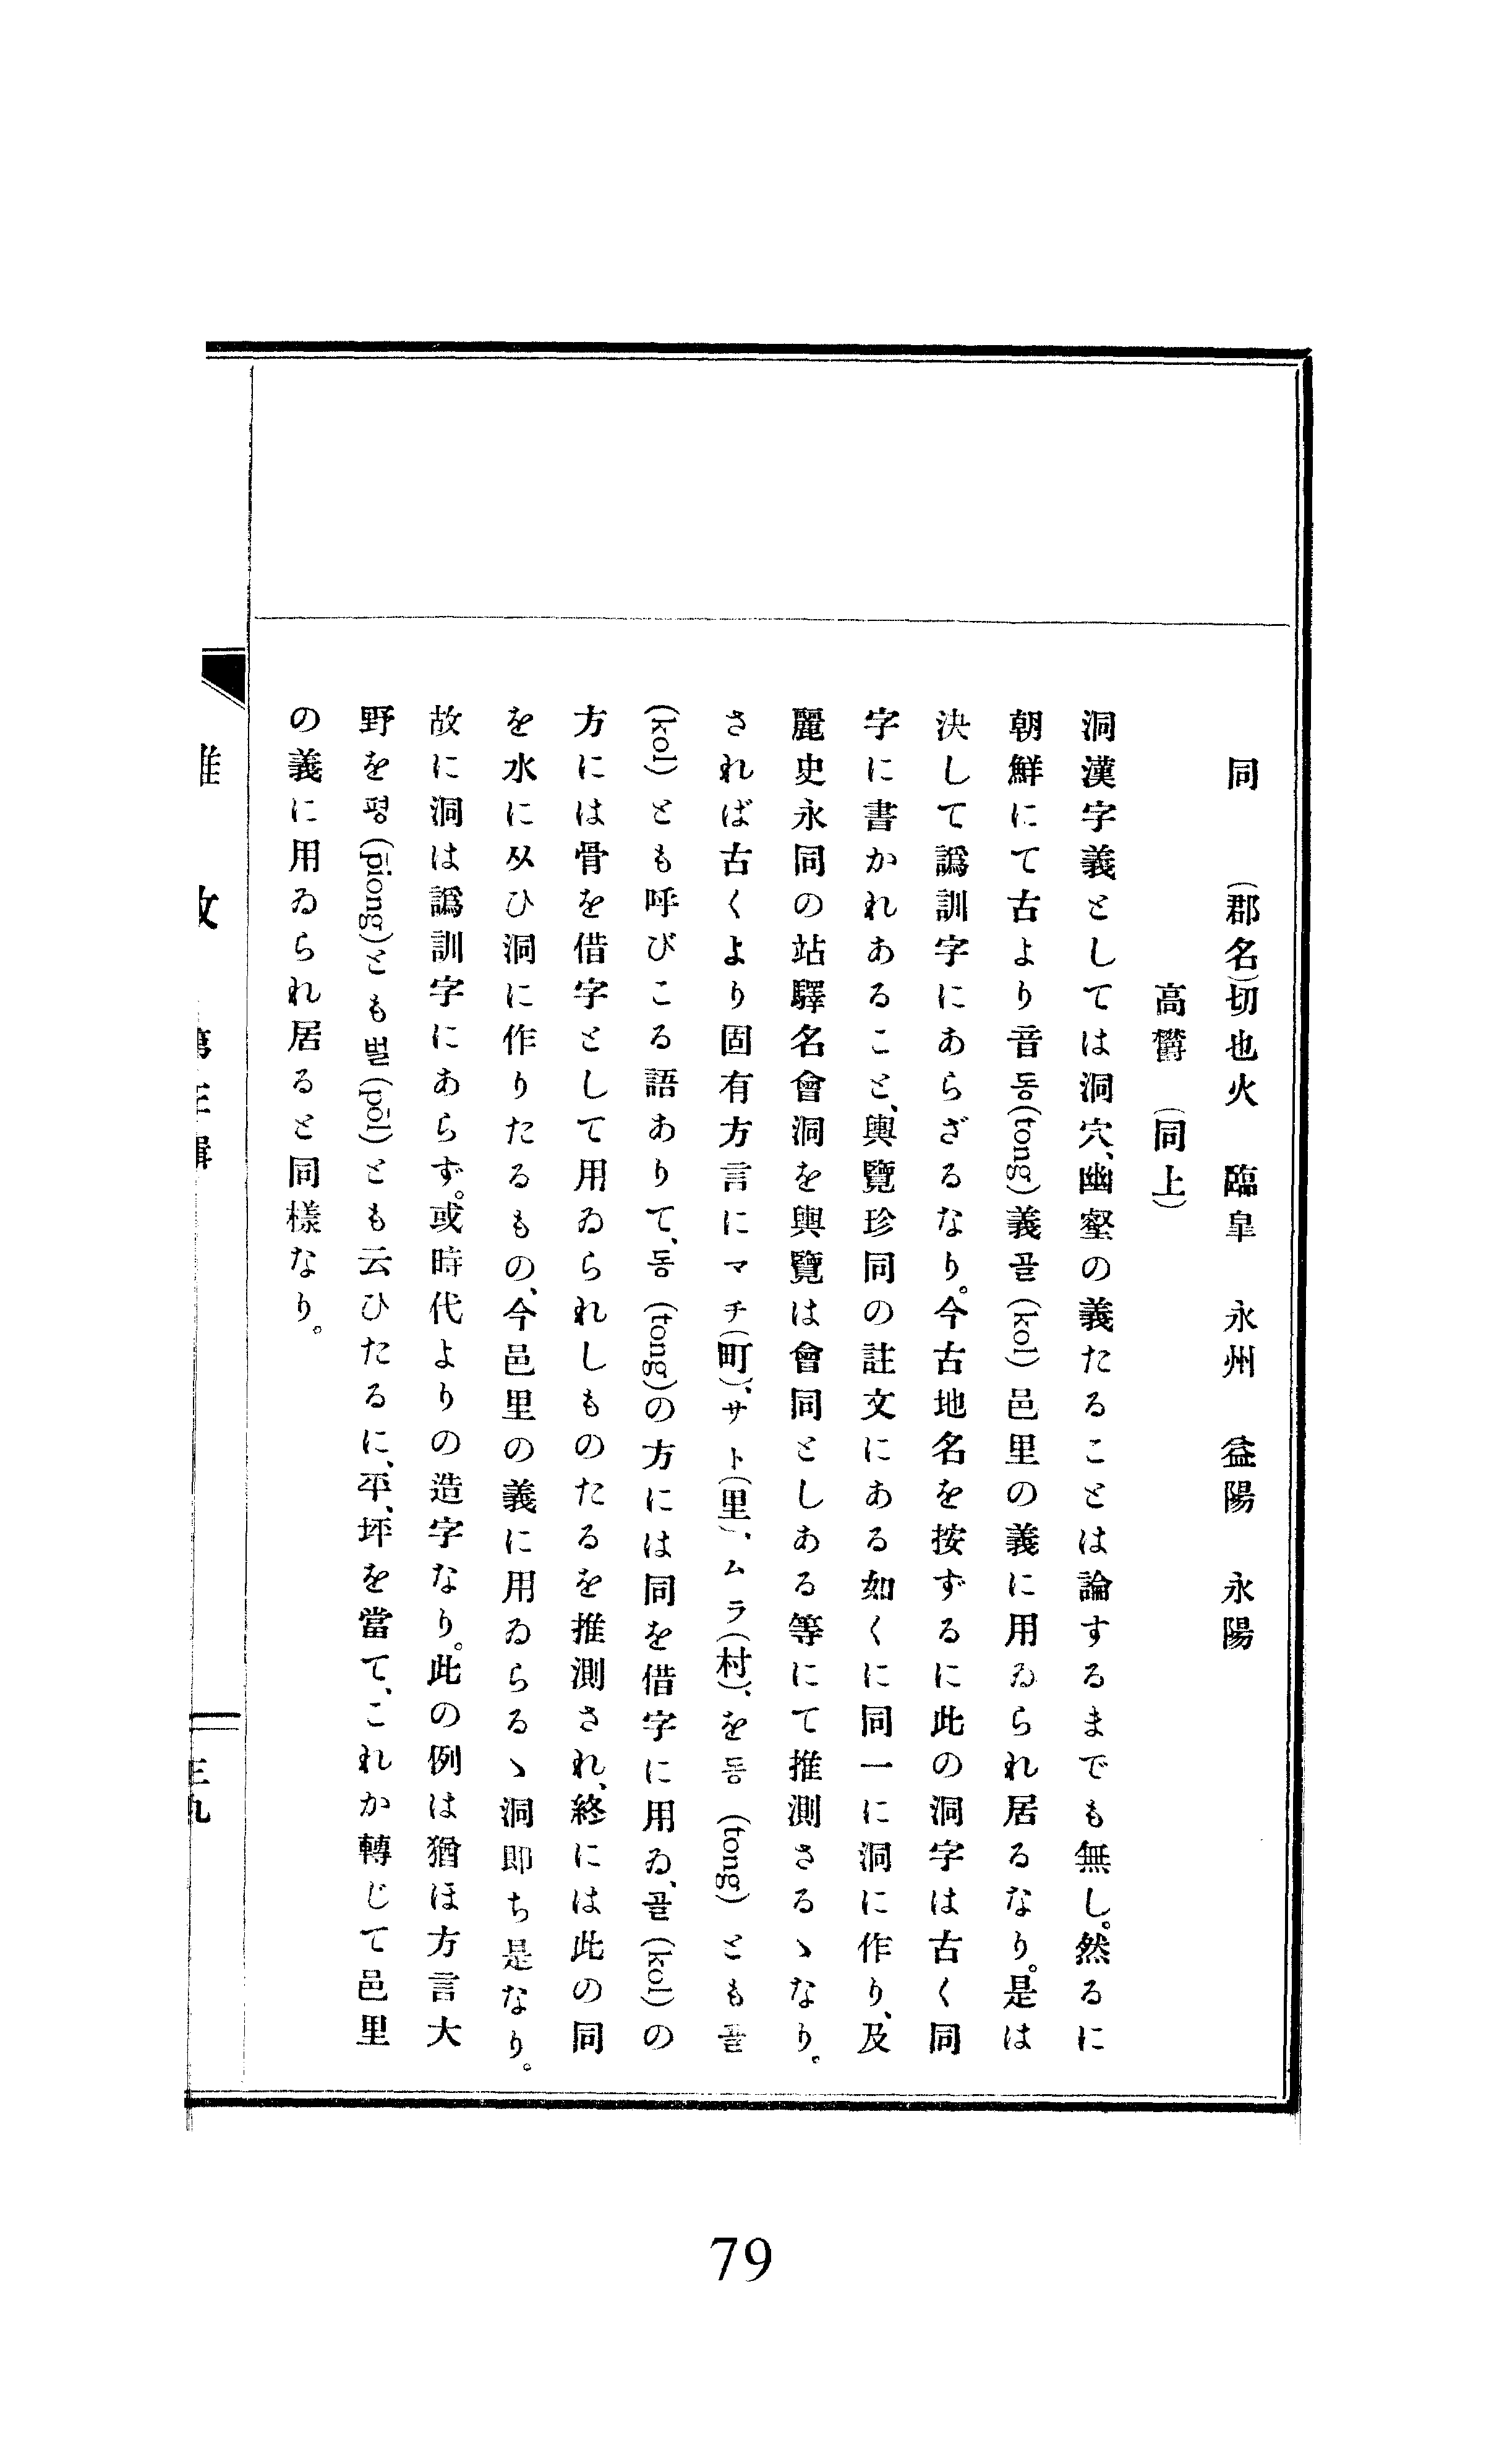 同 (郡名)切也火 臨皐 永州 益陽 永陽
高鬱 (同上)
洞漢字義としては洞穴、幽壑の義たることは論するまでも無し。然るに
朝鮮にて古より音동(tong)義골(kol)邑里の義に用ゐられ居るなり。是は
決して譌訓字にあらざるなり。今古地名を按ずるに此の洞字は古く同
字に書かれあること、輿覽珍同の註文にある如くに同一に洞に作り、及
麗史永同の站驛名會洞を輿覽は會同としある等にて推測さるゝなり。
されば古くより固有方言にマチ(町)、サト(里)、ムラ(村)、を동(tong)とも골
(kol)とも呼びこる語ありて、동(tong)の方には同を借字に用ゐ、골(kol)の
方には骨を借字として用ゐられしものたるを推測され、終には此の同
を水に从ひ洞に作りたるもの、今邑里の義に用ゐらるゝ洞即ち是なり。
故に洞は譌訓字にあらず。或時代よりの造字なり。此の例は猶ほ方言大
野を평(piong)とも벌(pōl)とも云ひたるに、平、坪を當て、これか轉じて邑里
の義に用ゐられ居ると同樣なり。
雜攷 第三輯
三九
79